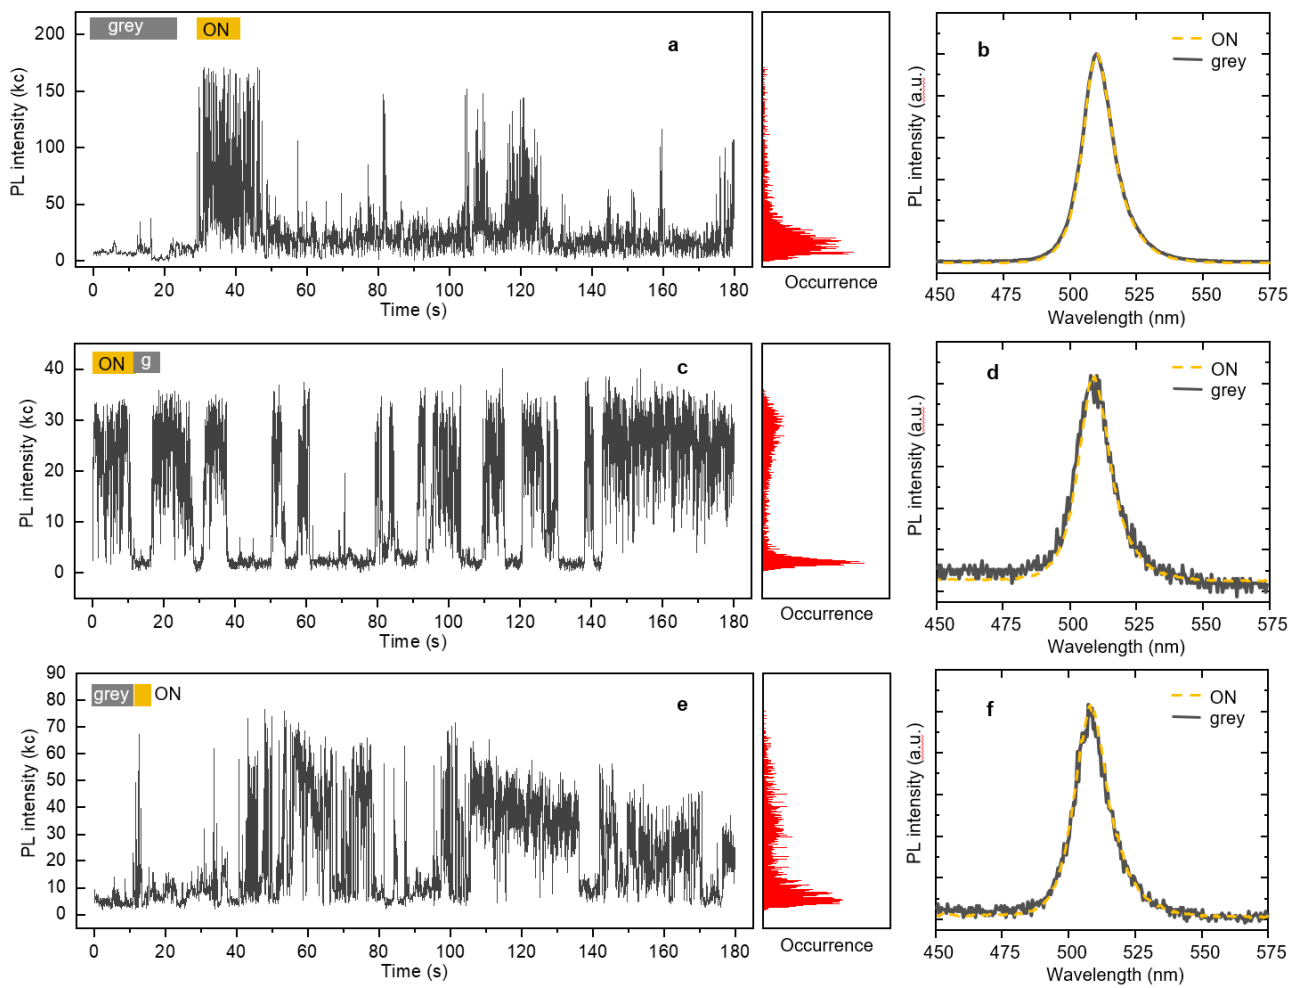 grey
ON
a
200
150
100
50
0
PL intensity (kc)
0 20 40 60 80 100 120 140 160 180
Time (s)
Occurrence
b
ON
grey
PL intensity (a.u.)
450 475 500 525 550 575
Wavelength (nm)
ON g
c
40
30
20
10
0
PL intensity (kc)
0 20 40 60 80 100 120 140 160 180
Time (s)
Occurrence
d
ON
grey
PL intensity (a.u.)
450 475 500 525 550 575
Wavelength (nm)
grey ON
e
90
80
70
60
50
40
30
20
10
0
PL intensity (kc)
0 20 40 60 80 100 120 140 160 180
Time (s)
Occurrence
f
ON
grey
PL intensity (a.u.)
450 475 500 525 550 575
Wavelength (nm)